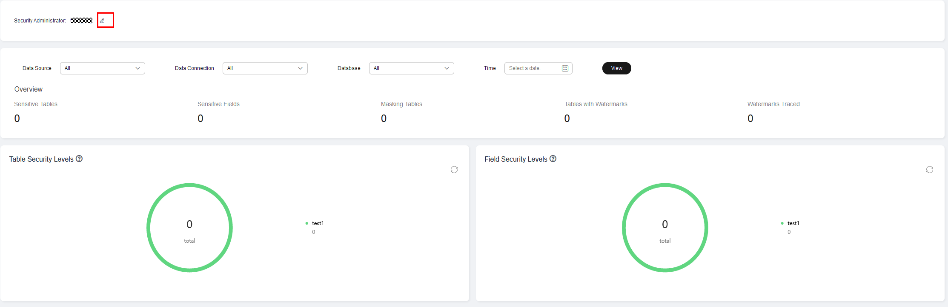 Security Administrator:
Data Source All Data Connection All Database All Time Select a date View
Overview
Sensitive Tables Sensitive Fields Masking Tables Tables with Watermarks Watermarks Traced
0 0 0 0 0
Table Security Levels
0
total
test1
0
Field Security Levels
0
total
test1
0